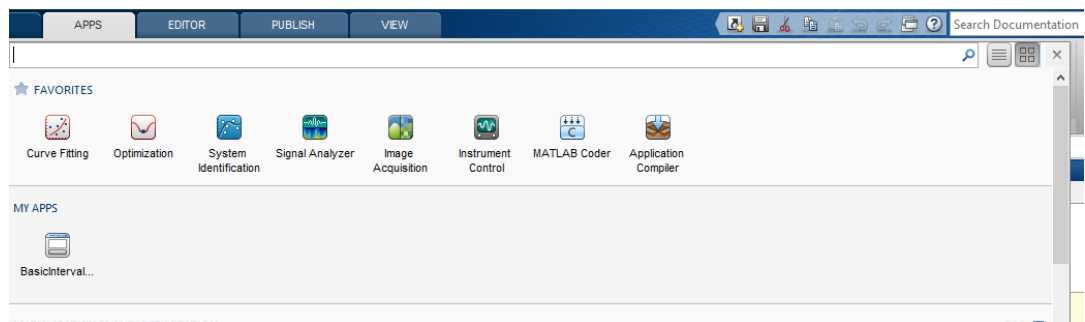 APPS EDITOR PUBLISH VIEW Search Documentation
FAVORITES
Curve Fitting Optimization System Identification Signal Analyzer Image Acquisition Instrument Control MATLAB Coder Application Compiler
MY APPS
BasicInterval...